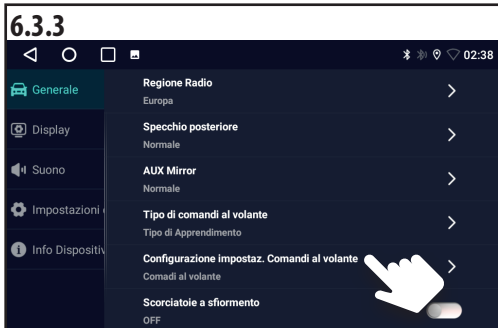 6.3.3
02:38
Generale
Display
Suono
Impostazioni
Info Dispositiv
Regione Radio
Europa
Specchio posteriore
Normale
AUX Mirror
Normale
Tipo di comandi al volante
Tipo di Apprendimento
Configurazione impostaz. Comandi al volante
Comadi al volante
Scorciatoie a sfiormento
OFF